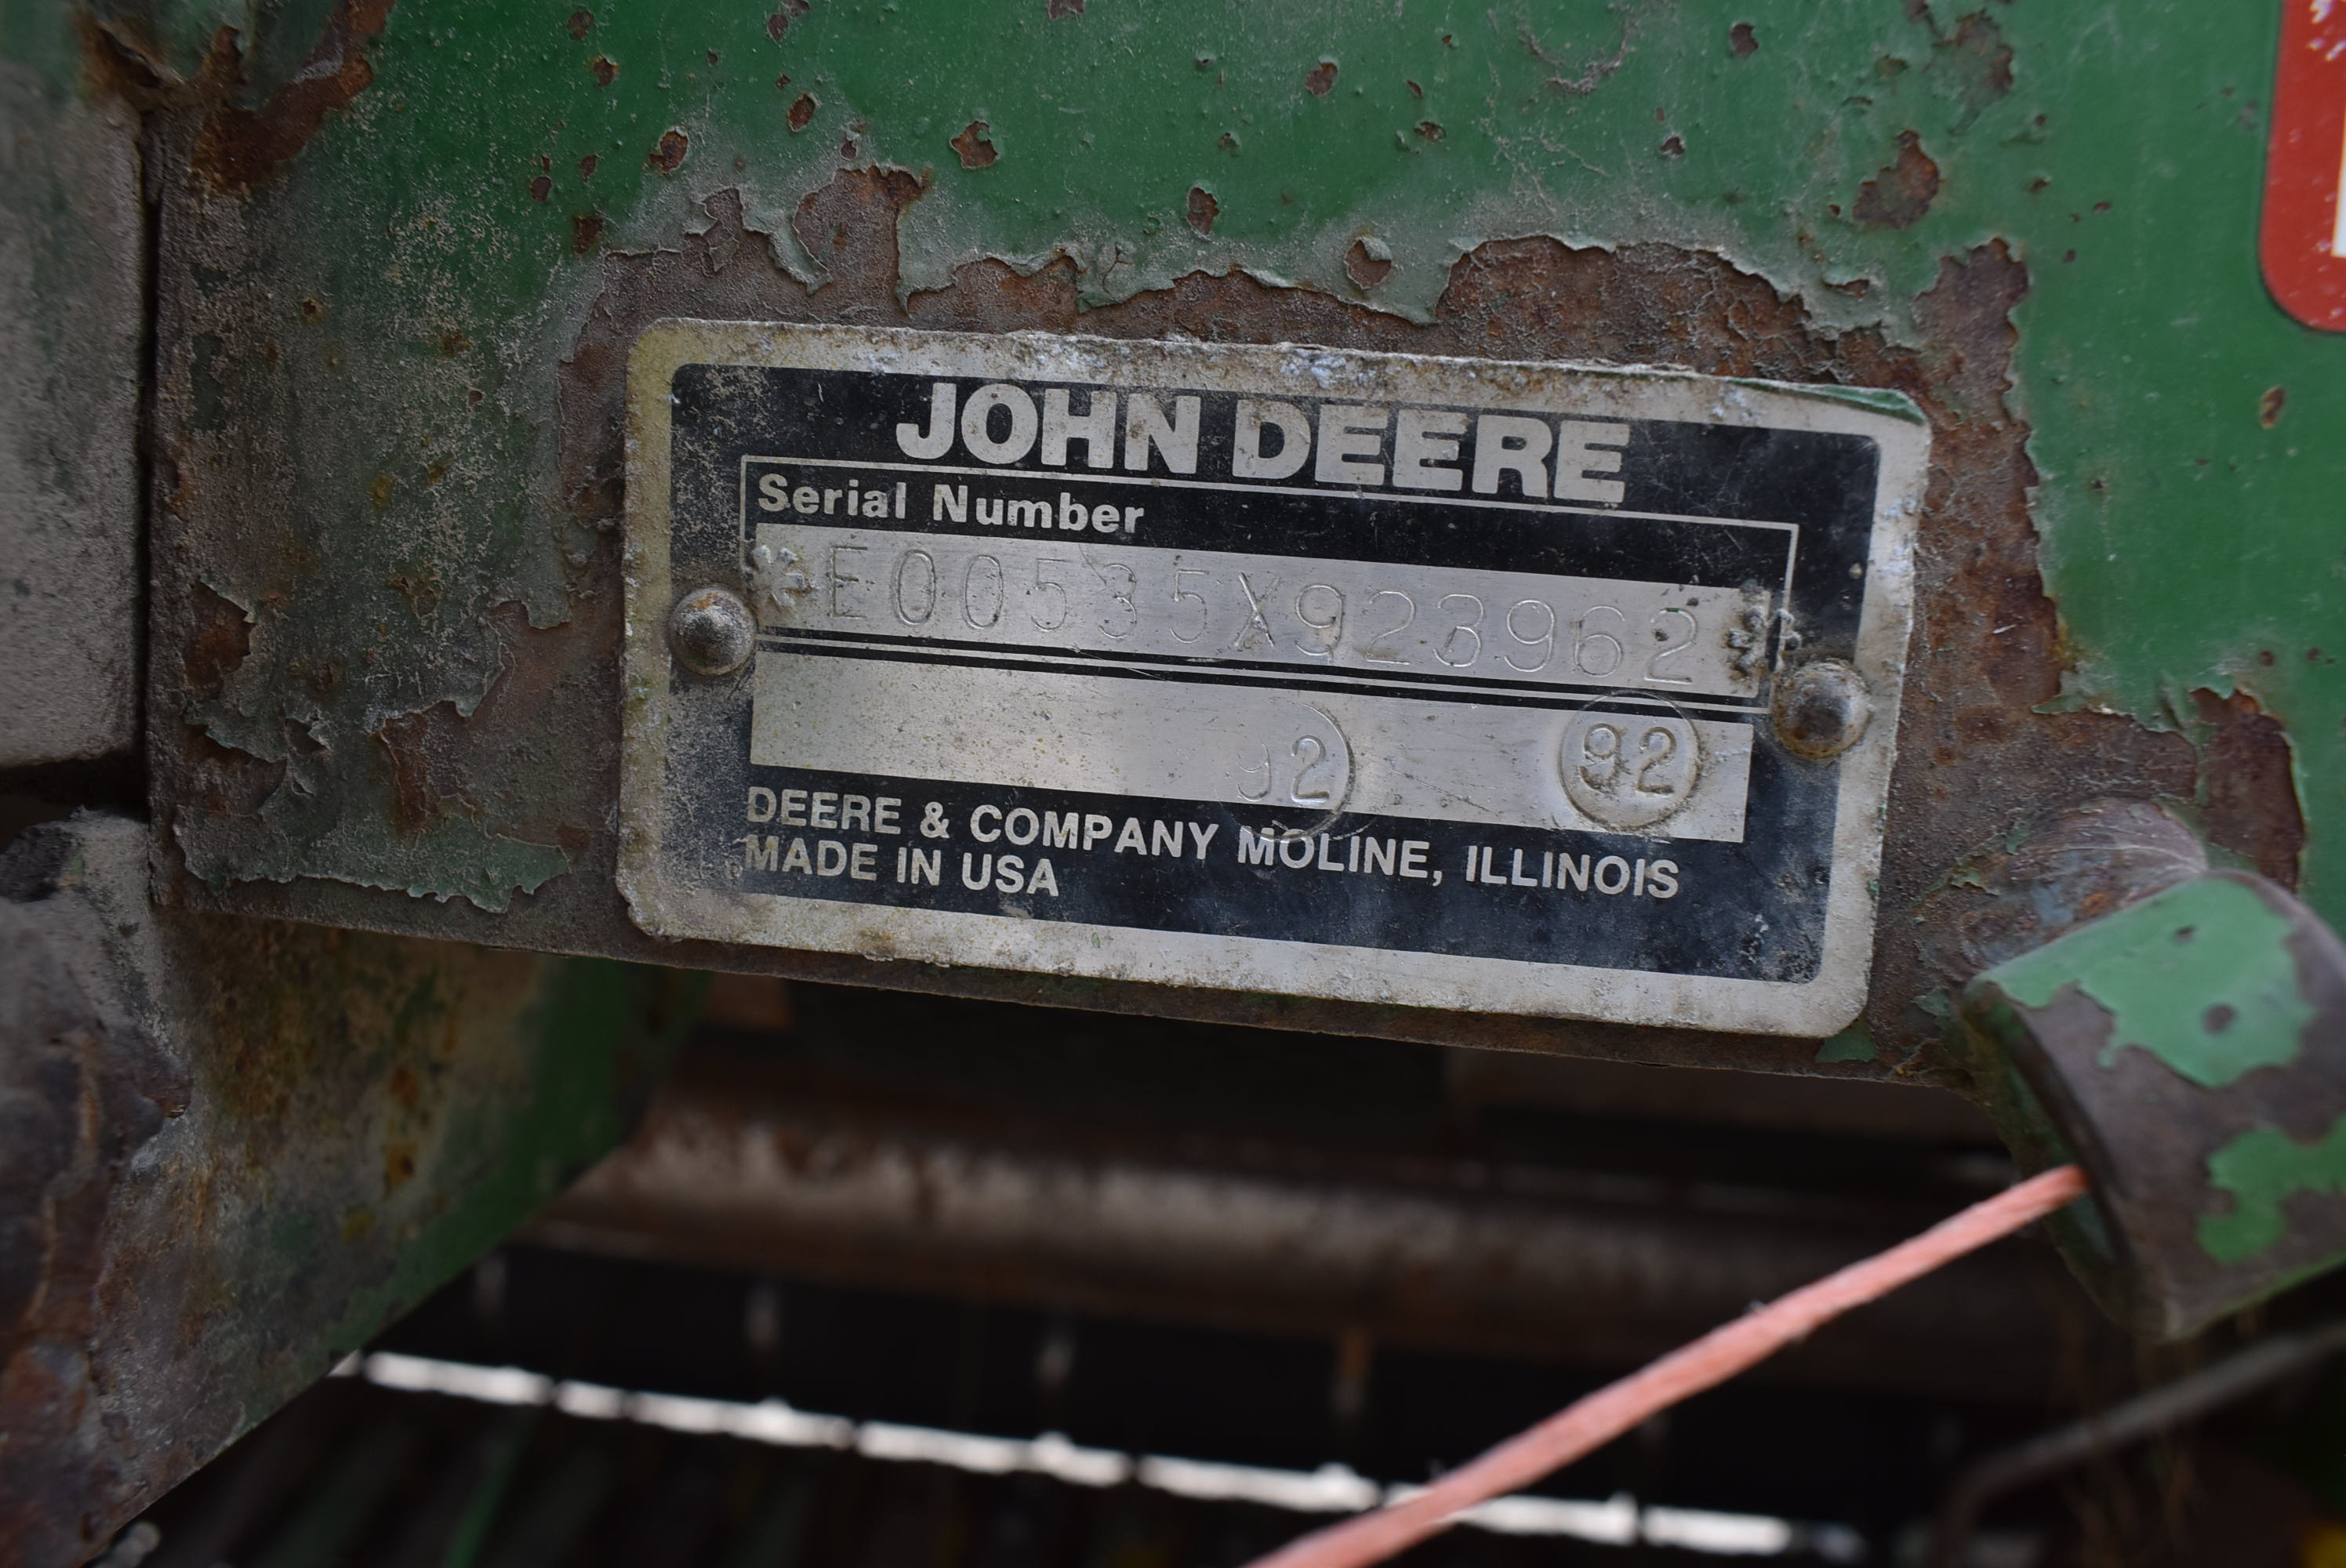 JOHN DEERE
Serial Number
*E00535X923962*
92 92
DEERE & COMPANY MOLINE, ILLINOIS
MADE IN USA